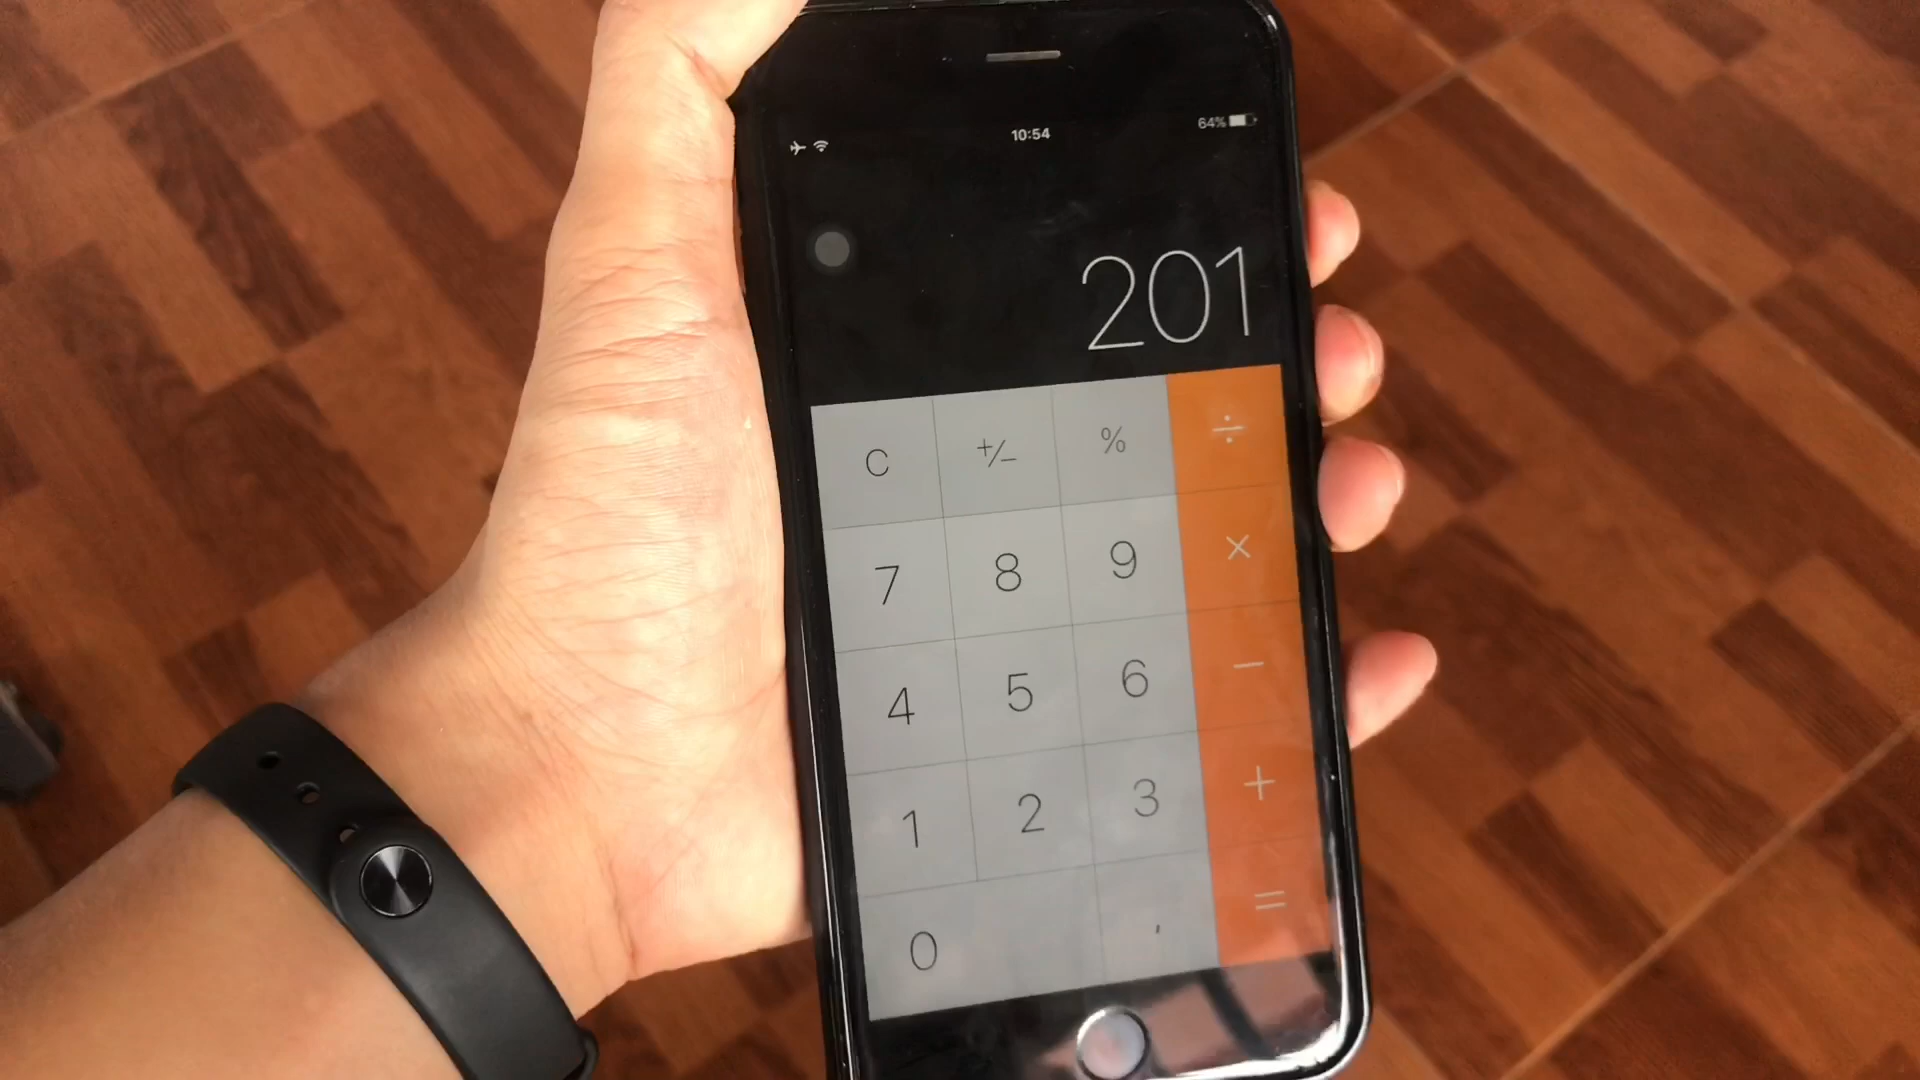 10:54
64%
201
C +/− % ÷
7 8 9 ×
4 5 6 −
1 2 3 +
0 , =